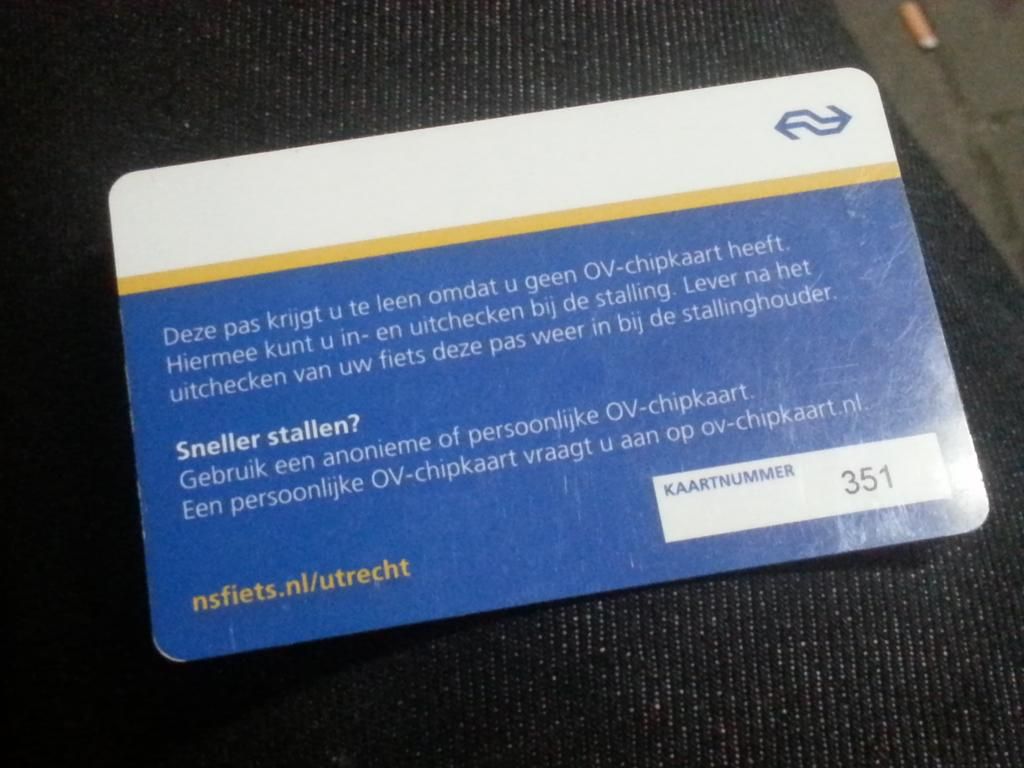 Deze pas krijgt u te leen omdat u geen OV-chipkaart heeft.
Hiermee kunt u in- en uitchecken bij de stalling. Lever na het
uitchecken van uw fiets deze pas weer in bij de stallinghouder.
Sneller stallen?
Gebruik een anonieme of persoonlijke OV-chipkaart.
Een persoonlijke OV-chipkaart vraagt u aan op ov-chipkaart.nl.
KAARTNUMMER 351
nsfiets.nl/utrecht